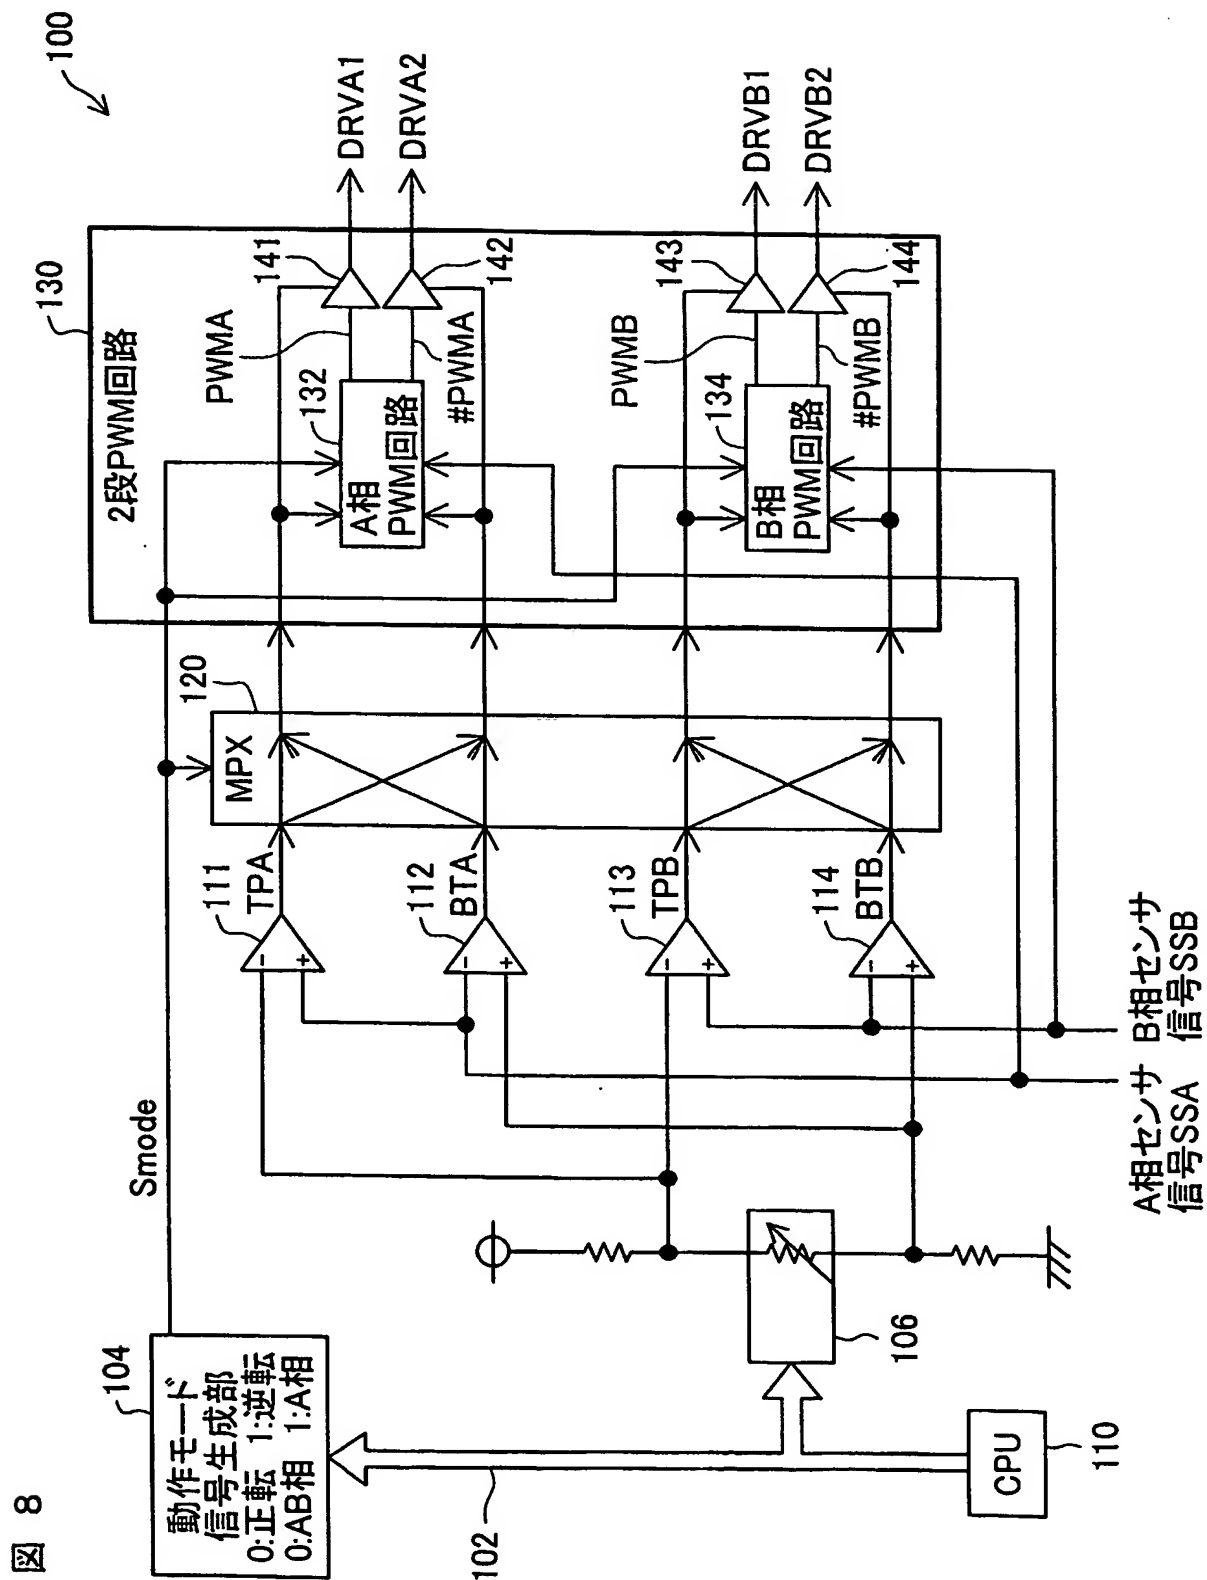 図 8
100
104
動作モード
信号生成部
0:正転 1:逆転
0:AB相 1:A相
Smode
102
CPU
110
106
111
TPA
-
+
112
BTA
-
+
113
TPB
-
+
114
BTB
-
+
A相センサ
信号SSA
B相センサ
信号SSB
120
MPX
130
2段PWM回路
PWMA
132
A相
PWM回路
#PWMA
141
142
DRVA1
DRVA2
PWMB
134
B相
PWM回路
#PWMB
143
144
DRVB1
DRVB2